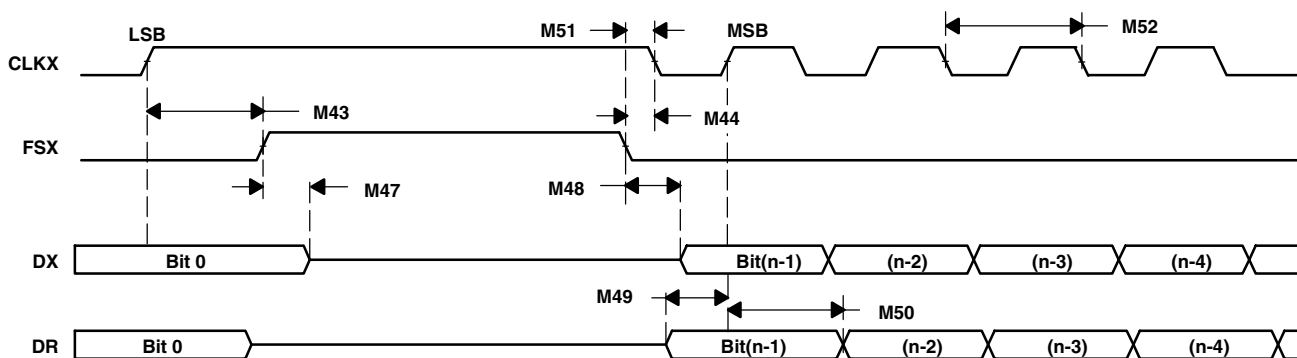 LSB
M51
MSB
M52
CLKX
M43
M44
FSX
M47
M48
DX
Bit 0
Bit(n-1)
(n-2)
(n-3)
(n-4)
M49
M50
DR
Bit 0
Bit(n-1)
(n-2)
(n-3)
(n-4)